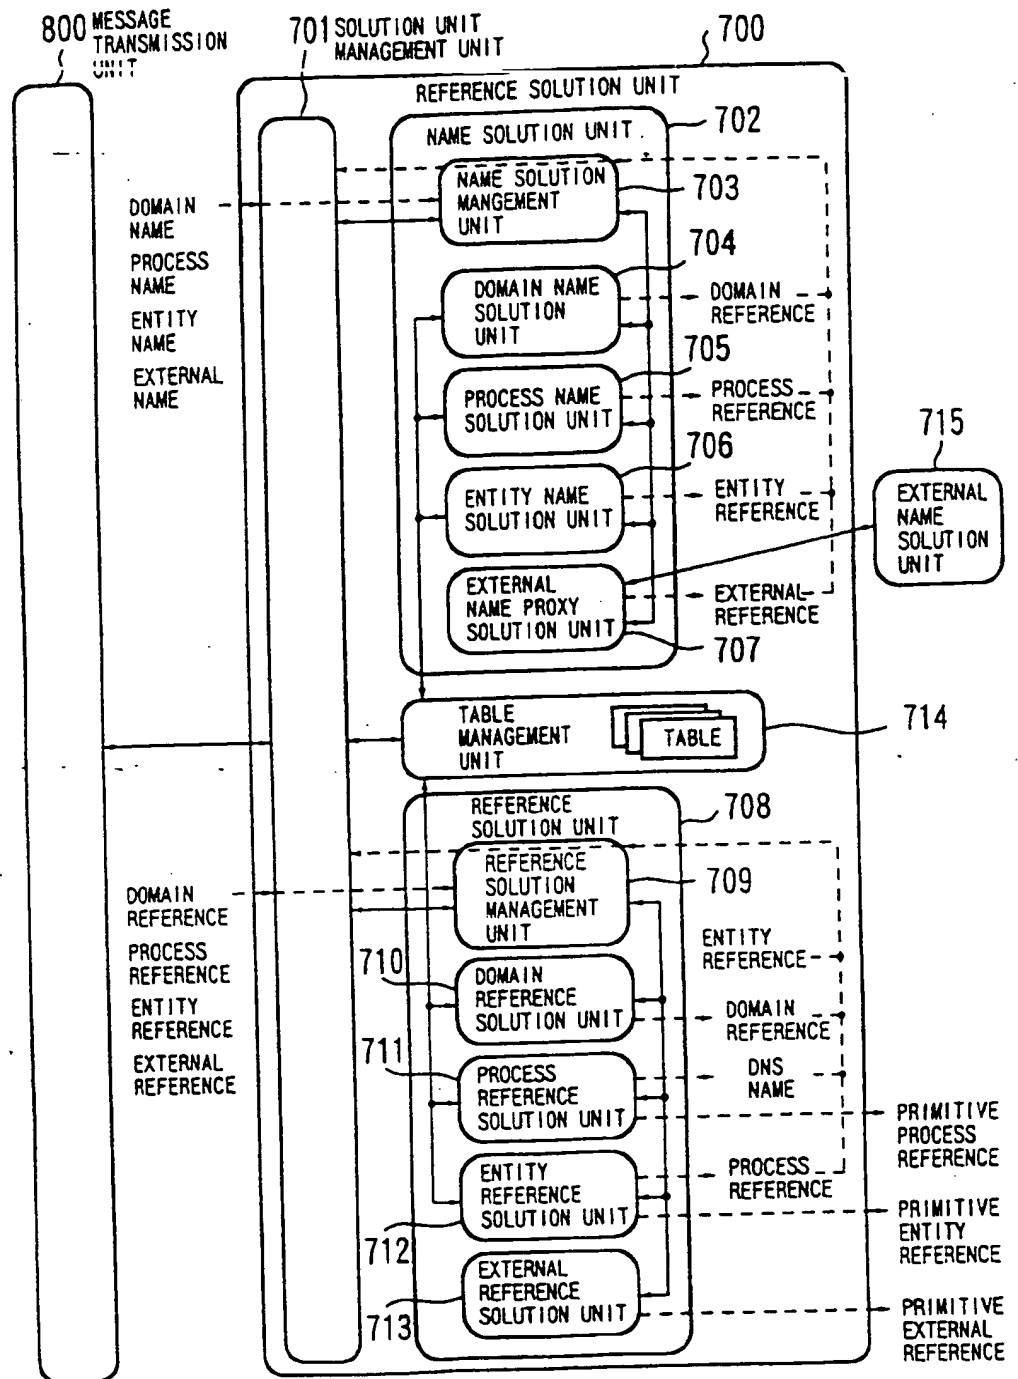 800 MESSAGE
TRANSMISSION
UNIT
701 SOLUTION UNIT
MANAGEMENT UNIT
700
REFERENCE SOLUTION UNIT
NAME SOLUTION UNIT
702
NAME SOLUTION
MANGEMENT
UNIT
703
DOMAIN
NAME
PROCESS
NAME
ENTITY
NAME
EXTERNAL
NAME
704
DOMAIN NAME
SOLUTION
UNIT
DOMAIN
REFERENCE
705
PROCESS NAME
SOLUTION UNIT
PROCESS
REFERENCE
706
ENTITY NAME
SOLUTION UNIT
ENTITY
REFERENCE
715
EXTERNAL
NAME
SOLUTION
UNIT
EXTERNAL
NAME PROXY
SOLUTION UNIT
EXTERNAL
REFERENCE
707
TABLE
MANAGEMENT
UNIT
TABLE
714
REFERENCE
SOLUTION UNIT
708
REFERENCE
SOLUTION
MANAGEMENT
UNIT
709
DOMAIN
REFERENCE
PROCESS
REFERENCE
ENTITY
REFERENCE
EXTERNAL
REFERENCE
ENTITY
REFERENCE
710
DOMAIN
REFERENCE
SOLUTION UNIT
DOMAIN
REFERENCE
711
PROCESS
REFERENCE
SOLUTION UNIT
DNS
NAME
PRIMITIVE
PROCESS
REFERENCE
ENTITY
REFERENCE
SOLUTION UNIT
PROCESS
REFERENCE
712
PRIMITIVE
ENTITY
REFERENCE
EXTERNAL
REFERENCE
SOLUTION UNIT
713
PRIMITIVE
EXTERNAL
REFERENCE